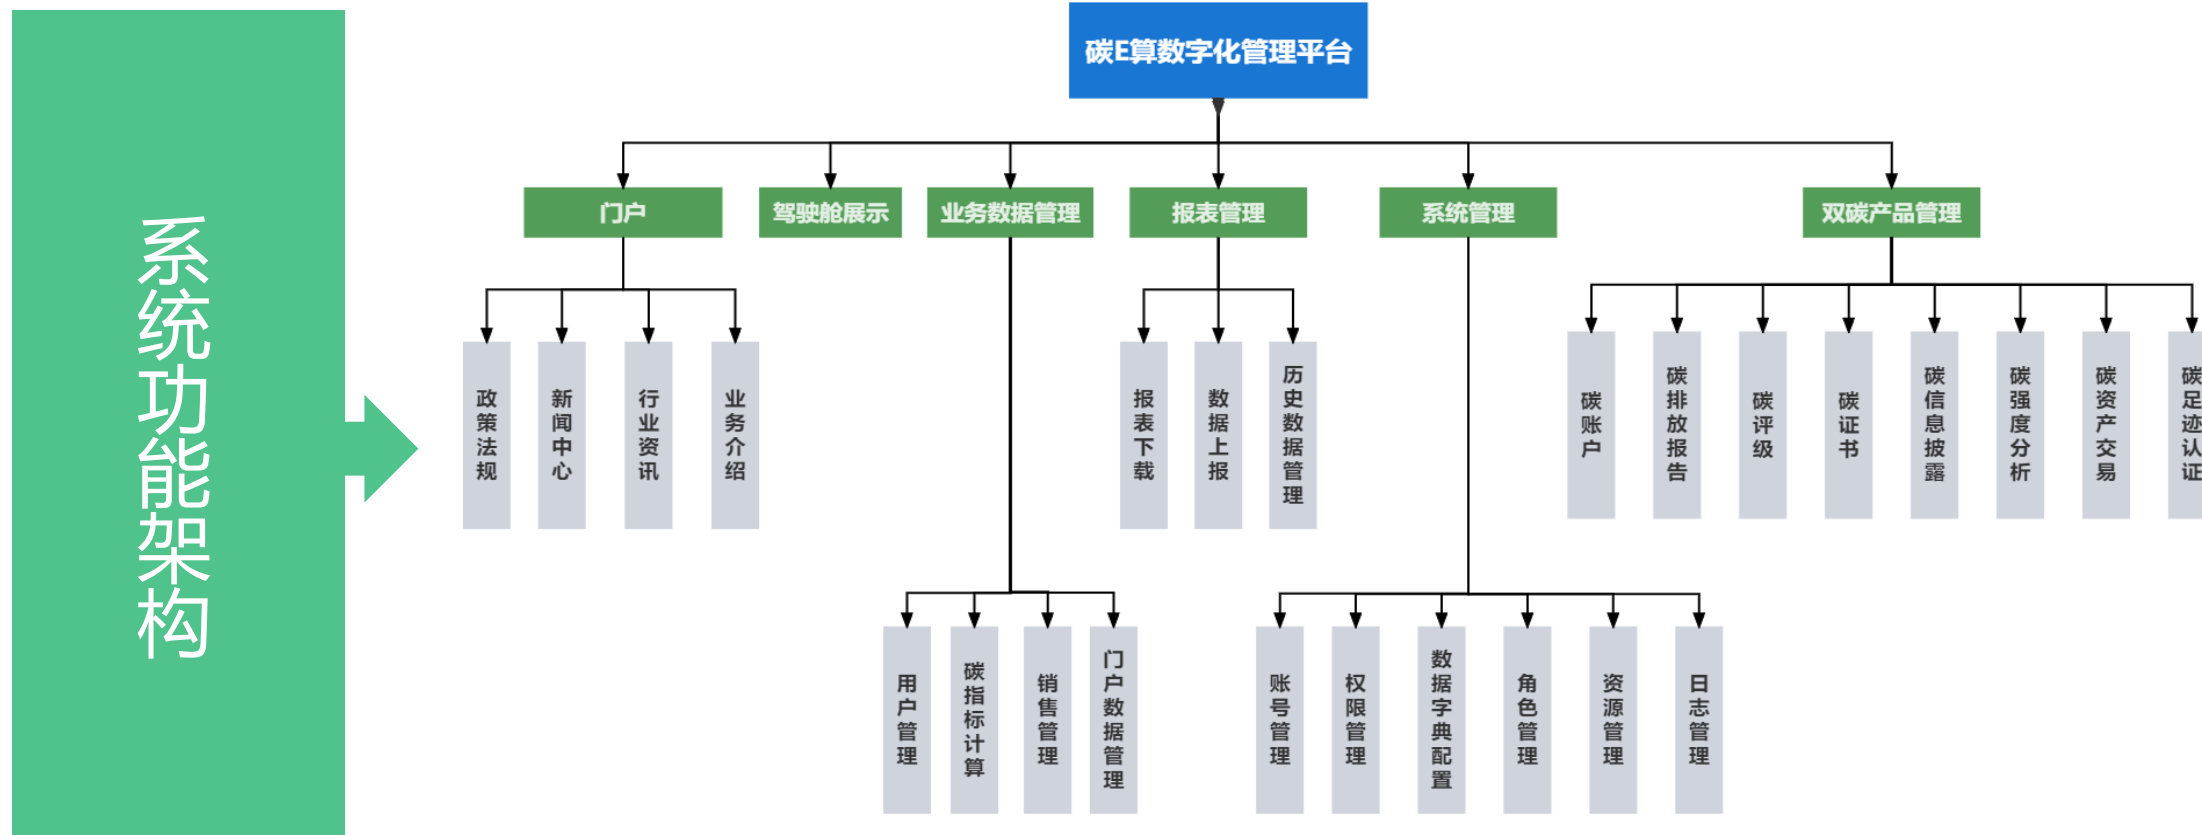 系统功能架构
碳E算数字化管理平台
门户
驾驶舱展示
业务数据管理
报表管理
系统管理
双碳产品管理
政策法规
新闻中心
行业资讯
业务介绍
报表下载
数据上报
历史数据管理
碳账户
碳排放报告
碳评级
碳证书
碳信息披露
碳强度分析
碳资产交易
碳足迹认证
用户管理
碳指标计算
销售管理
门户数据管理
账号管理
权限管理
数据字典配置
角色管理
资源管理
日志管理